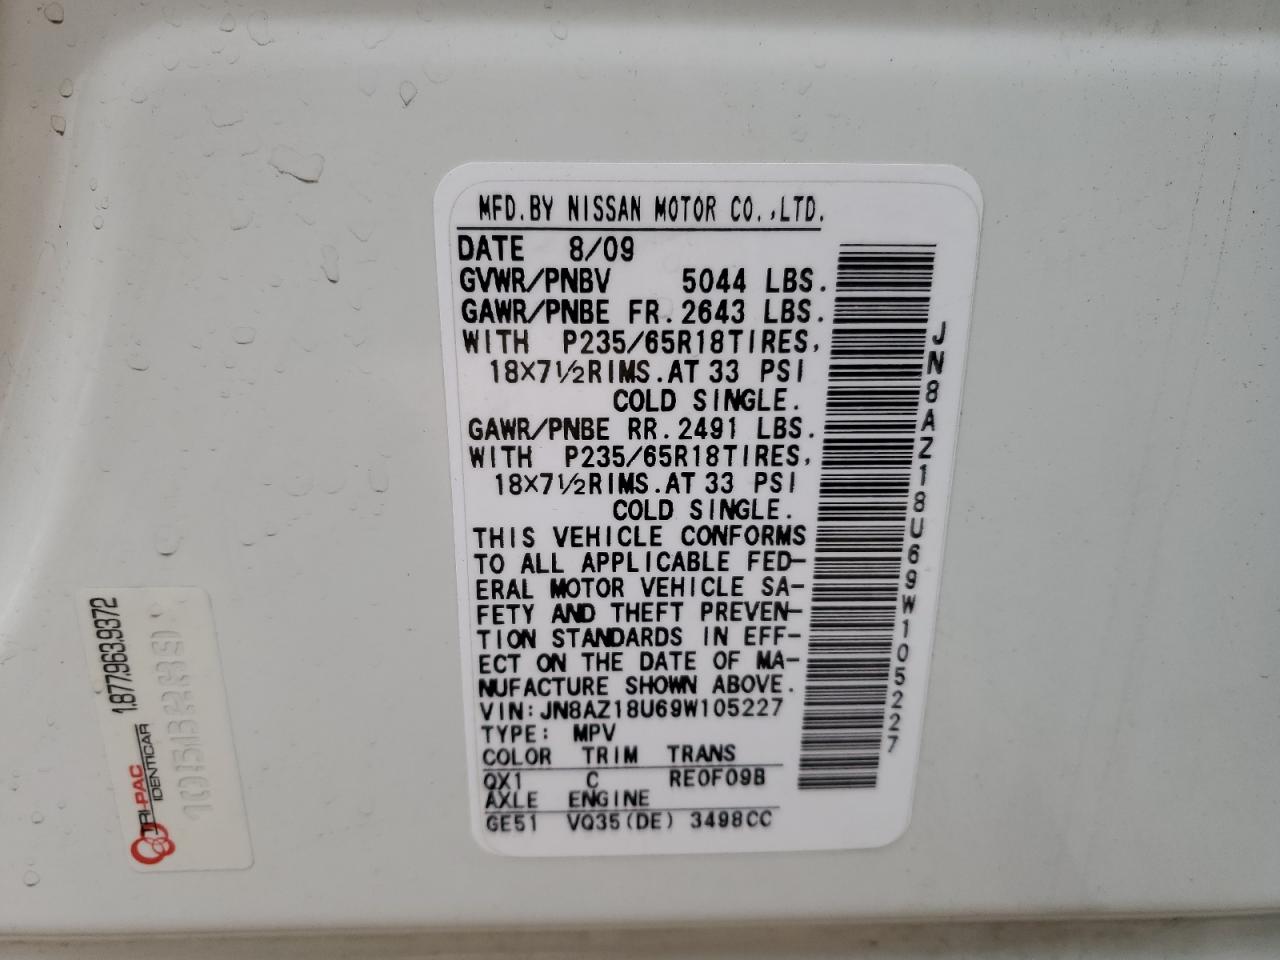 MFD.BY NISSAN MOTOR CO.,LTD.
DATE 8/09
GVWR/PNBV 5044 LBS.
GAWR/PNBE FR. 2643 LBS.
WITH P235/65R18TIRES,
18×7½RIMS.AT 33 PSI
COLD SINGLE.
GAWR/PNBE RR. 2491 LBS.
WITH P235/65R18TIRES,
18×7½RIMS.AT 33 PSI
COLD SINGLE.
THIS VEHICLE CONFORMS
TO ALL APPLICABLE FED-
ERAL MOTOR VEHICLE SA-
FETY AND THEFT PREVEN-
TION STANDARDS IN EFF-
ECT ON THE DATE OF MA-
NUFACTURE SHOWN ABOVE.
VIN: JN8AZ18U69W105227
TYPE: MPV
COLOR TRIM TRANS
QX1 C RE0F09B
AXLE ENGINE
GE51 VQ35(DE) 3498CC
JN8AZ18U69W105227
1.877.963.9372
TRI-PAC
IDENTICAR